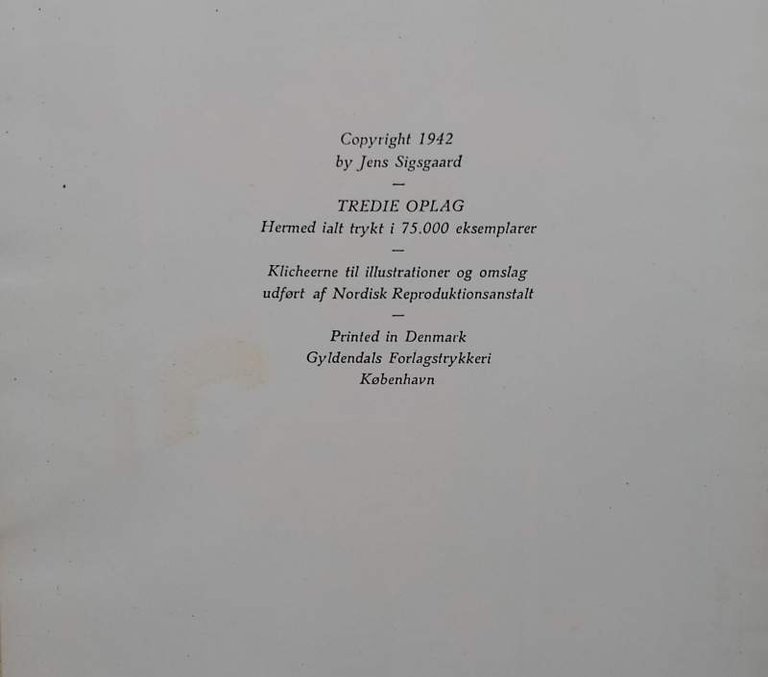 Copyright 1942
by Jens Sigsgaard
—
TREDIE OPLAG
Hermed ialt trykt i 75.000 eksemplarer
—
Klicheerne til illustrationer og omslag
udført af Nordisk Reproduktionsanstalt
—
Printed in Denmark
Gyldendals Forlagstrykkeri
København